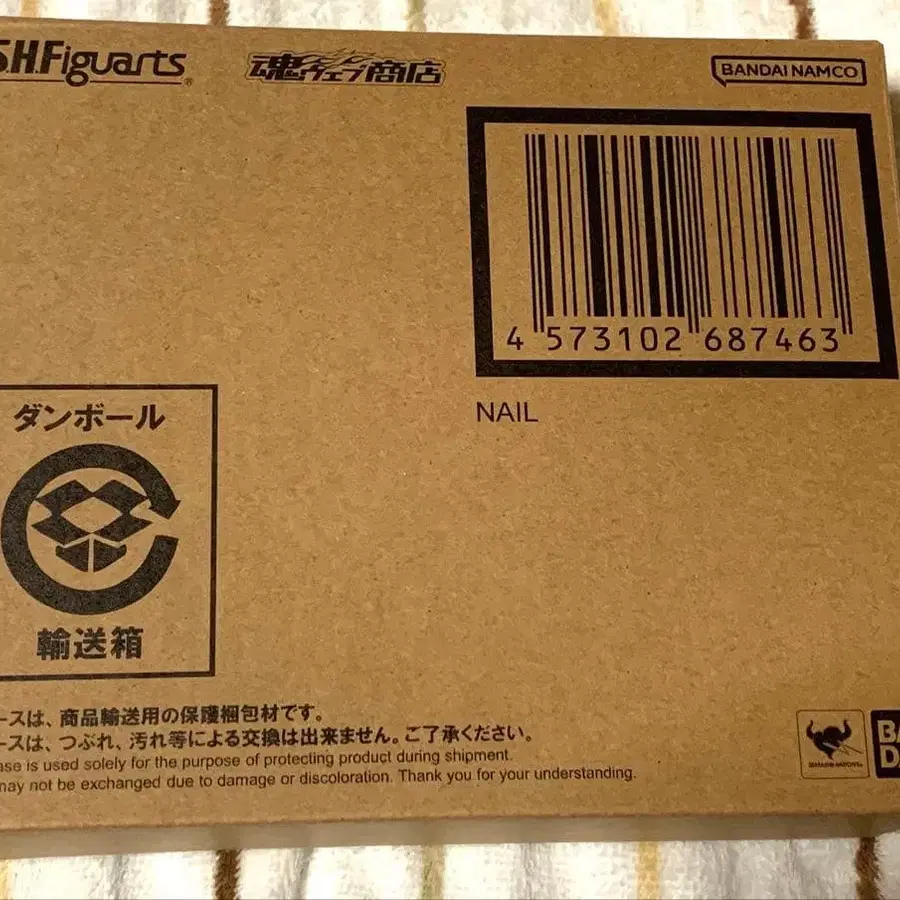 S.H.Figuarts®
魂ウェブ商店
BANDAI NAMCO
4 573102 687463
NAIL
ダンボール
輸送箱
ースは、商品輸送用の保護梱包材です。
ースは、つぶれ、汚れ等による交換は出来ません。ご了承ください。
ase is used solely for the purpose of protecting product during shipment.
may not be exchanged due to damage or discoloration. Thank you for your understanding.